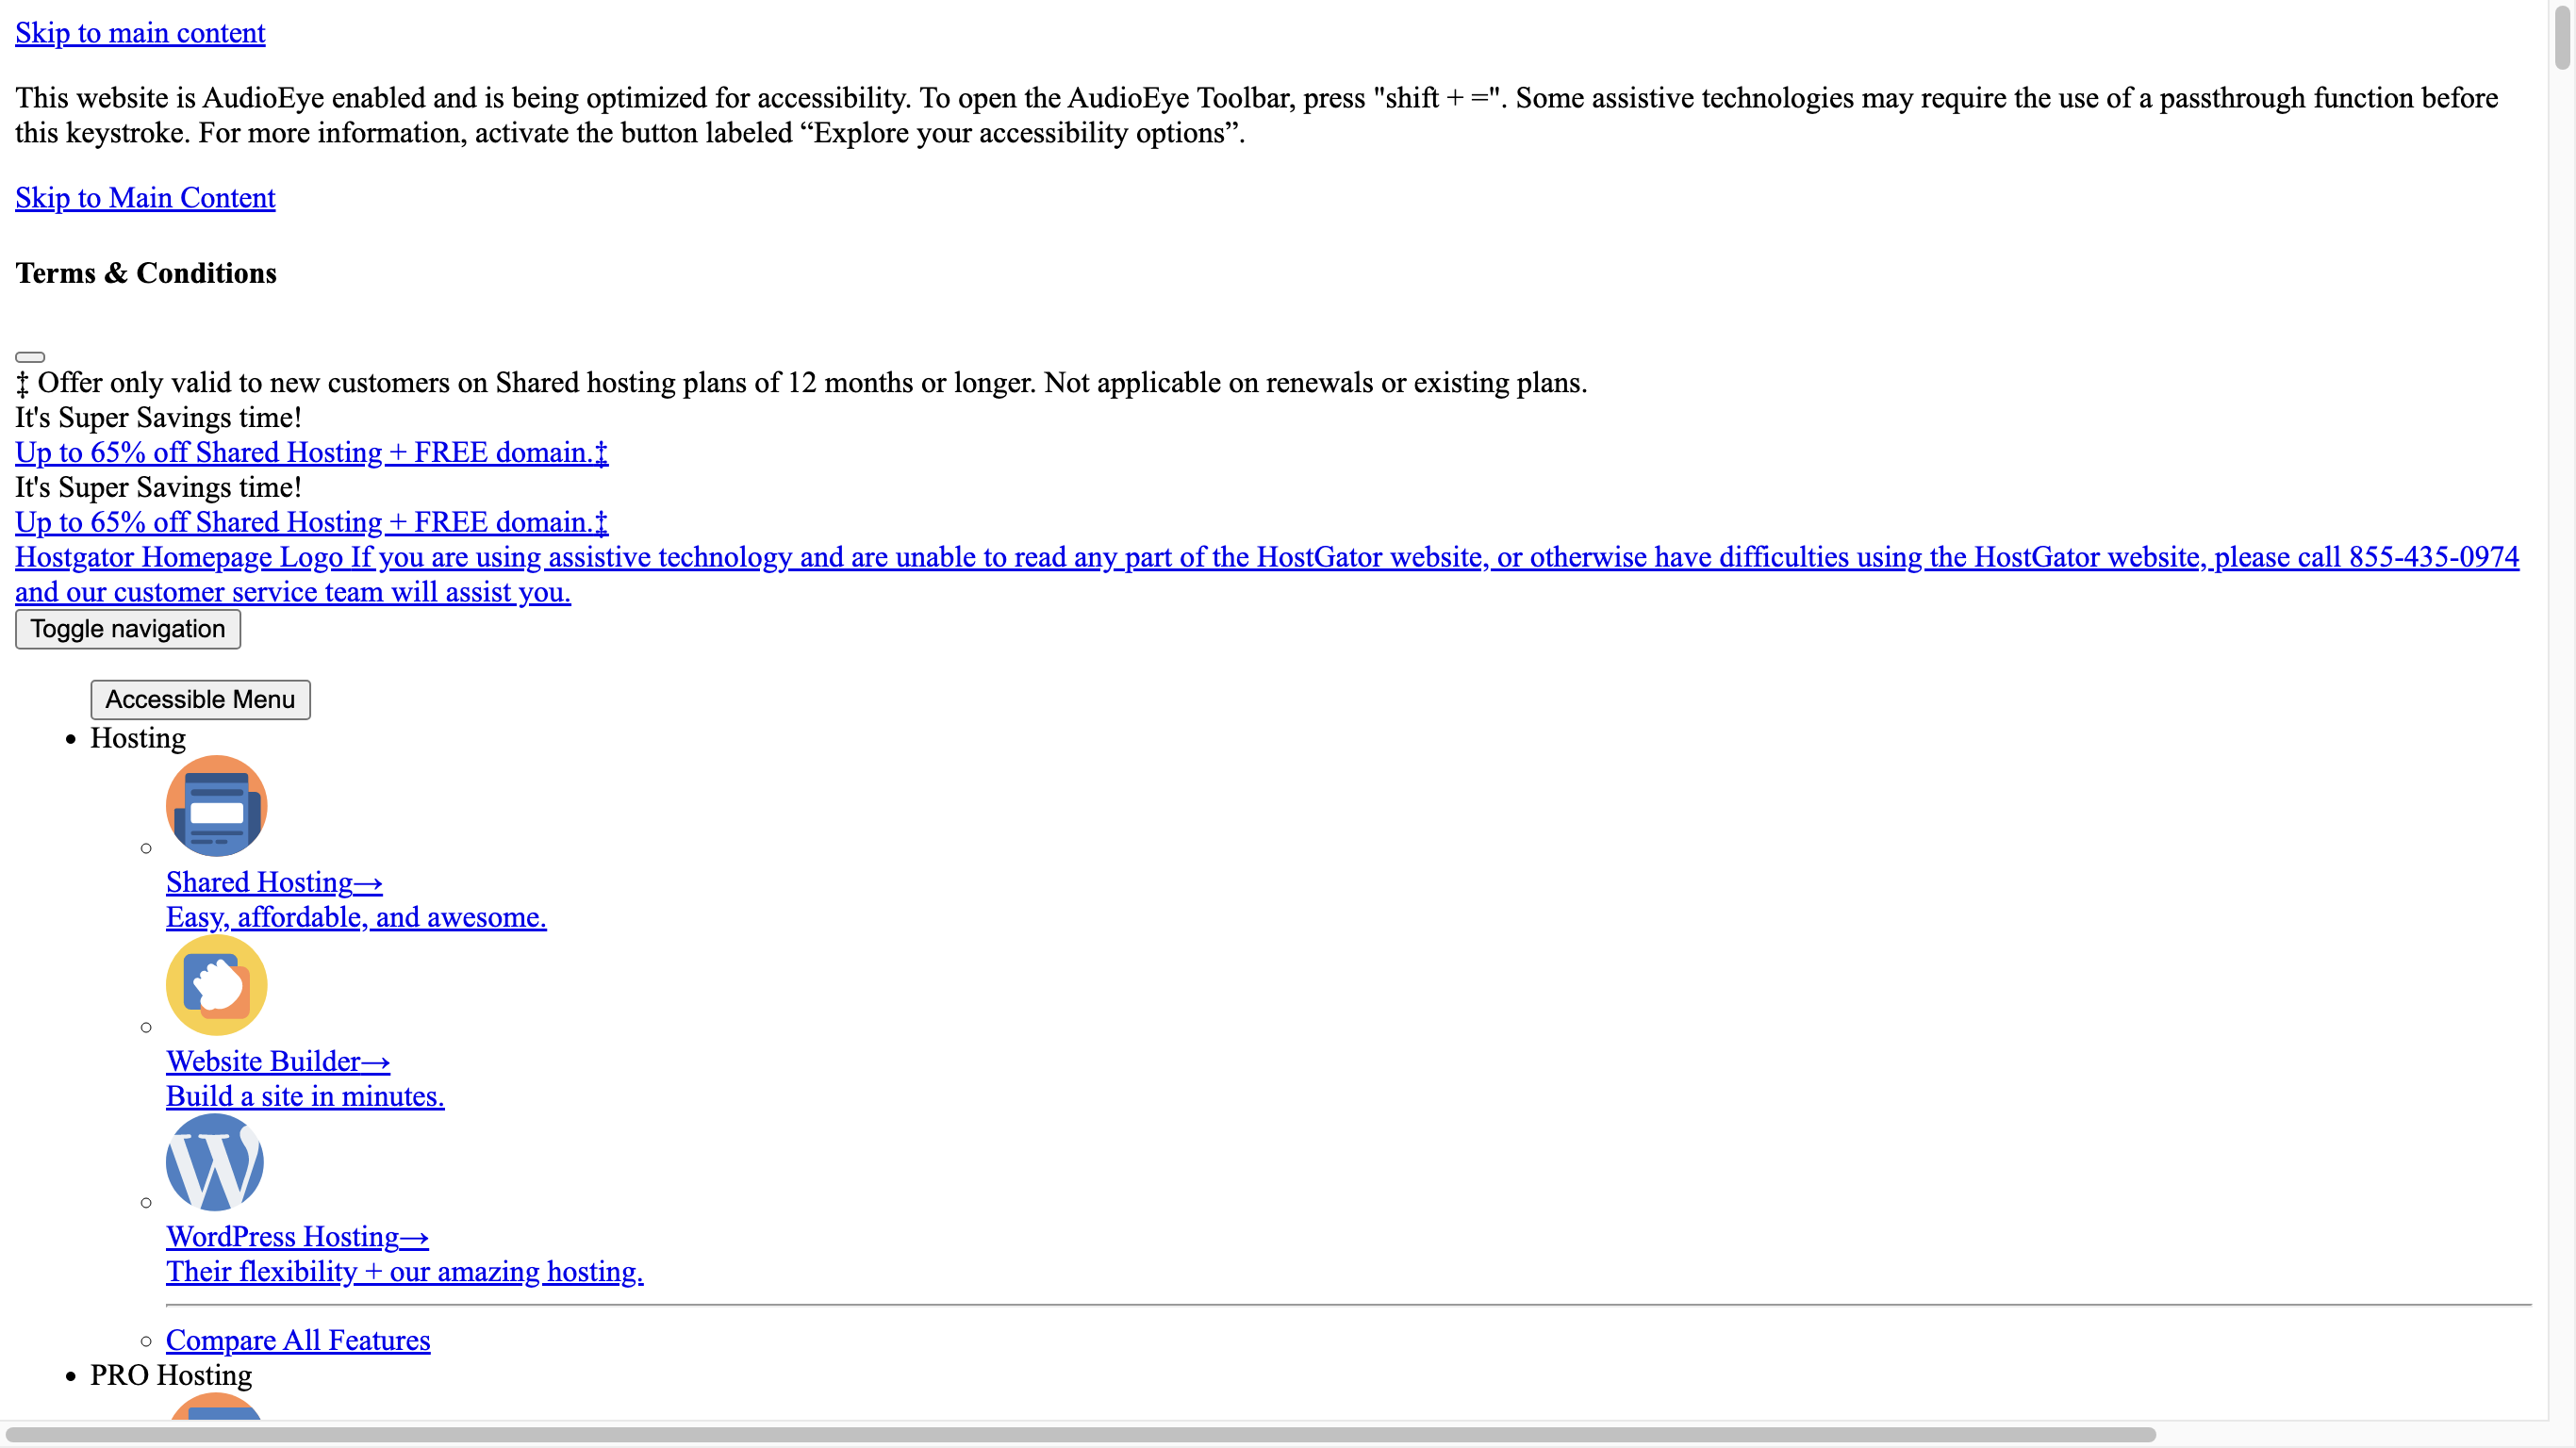 Skip to main content
This website is AudioEye enabled and is being optimized for accessibility. To open the AudioEye Toolbar, press "shift + =". Some assistive technologies may require the use of a passthrough function before
this keystroke. For more information, activate the button labeled “Explore your accessibility options”.
Skip to Main Content
Terms & Conditions
‡ Offer only valid to new customers on Shared hosting plans of 12 months or longer. Not applicable on renewals or existing plans.
It's Super Savings time!
Up to 65% off Shared Hosting + FREE domain.‡
It's Super Savings time!
Up to 65% off Shared Hosting + FREE domain.‡
Hostgator Homepage Logo If you are using assistive technology and are unable to read any part of the HostGator website, or otherwise have difficulties using the HostGator website, please call 855-435-0974
and our customer service team will assist you.
Toggle navigation
Accessible Menu
Hosting
Shared Hosting→
Easy, affordable, and awesome.
Website Builder→
Build a site in minutes.
WordPress Hosting→
Their flexibility + our amazing hosting.
Compare All Features
PRO Hosting